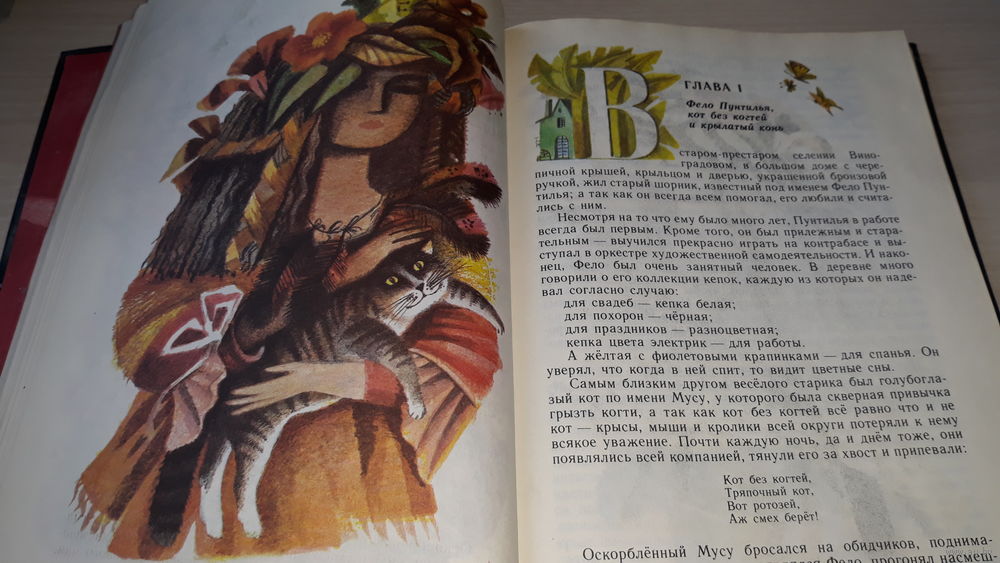 ГЛАВА I
Фело Пунтилья,
кот без когтей
и крылатый конь
В старом-престаром селении Вино-
градовом, в большом доме с чере-
пичной крышей, крыльцом и дверью, украшенной бронзовой
ручкой, жил старый шорник, известный под именем Фело Пун-
тилья; а так как он всегда всем помогал, его любили и счита-
лись с ним.
Несмотря на то что ему было много лет, Пунтилья в работе
всегда был первым. Кроме того, он был прилежным и стара-
тельным — выучился прекрасно играть на контрабасе и вы-
ступал в оркестре художественной самодеятельности. И нако-
нец, Фело был очень занятный человек. В деревне много
говорили о его коллекции кепок, каждую из которых он наде-
вал согласно случаю:
для свадеб — кепка белая;
для похорон — чёрная;
для праздников — разноцветная;
кепка цвета электрик — для работы.
А жёлтая с фиолетовыми крапинками — для спанья. Он
уверял, что когда в ней спит, то видит цветные сны.
Самым близким другом весёлого старика был голубогла-
зый кот по имени Мусу, у которого была скверная привычка
грызть когти, а так как кот без когтей всё равно что и не
кот — крысы, мыши и кролики всей округи потеряли к нему
всякое уважение. Почти каждую ночь, да и днём тоже, они
появлялись всей компанией, тянули его за хвост и припевали:
Кот без когтей,
Тряпочный кот,
Вот ротозей,
Аж смех берёт!
Оскорблённый Мусу бросался на обидчиков, поднима-
Фело, прогонял насмеш-